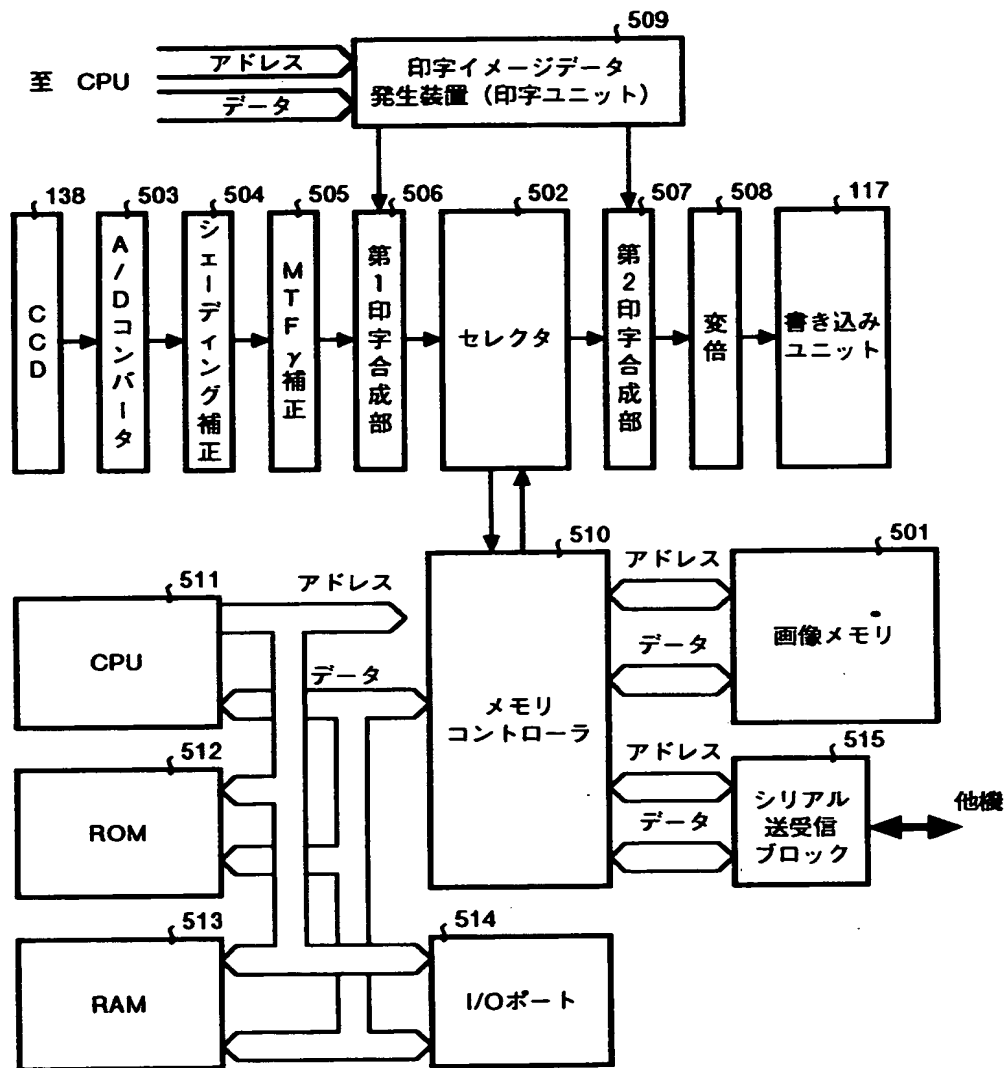 509
アドレス
至 CPU
データ
印字イメージデータ
発生装置(印字ユニット)
138
503
504
505
506
502
507
508
117
CCD
A/Dコンバータ
シェーディング補正
MTFγ補正
第1印字合成部
セレクタ
第2印字合成部
変倍
書き込み
ユニット
510
501
511
アドレス
アドレス
CPU
画像メモリ
データ
データ
メモリ
コントローラ
512
515
アドレス
ROM
シリアル
送受信
ブロック
データ
他機
513
514
RAM
I/Oポート